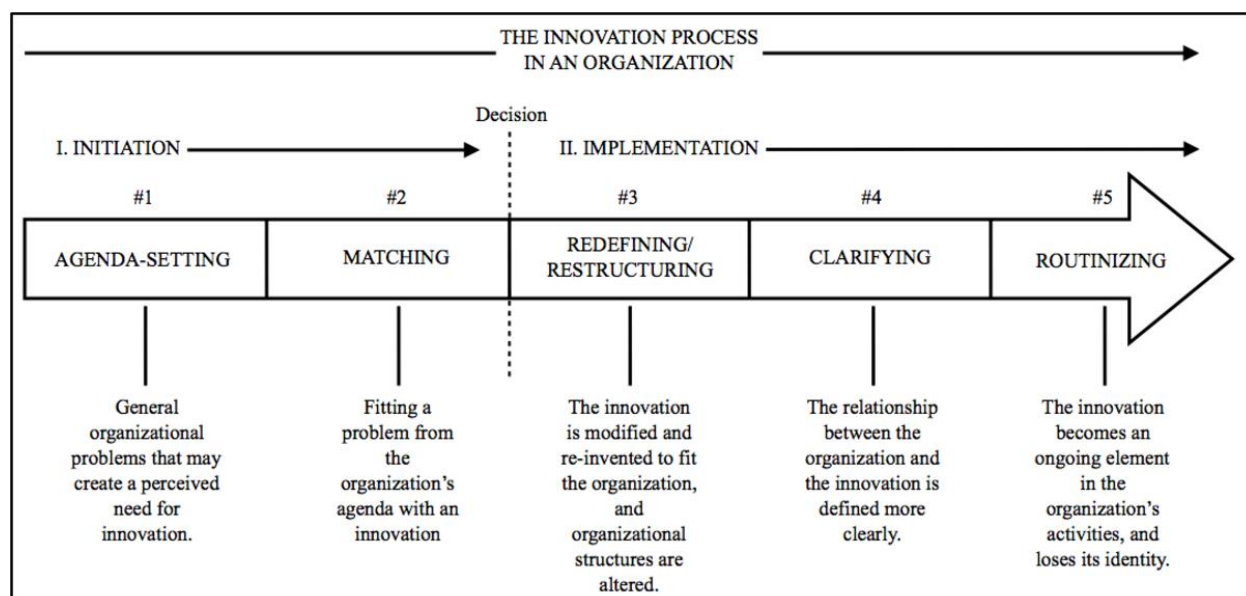 THE INNOVATION PROCESS
IN AN ORGANIZATION
Decision
I. INITIATION
II. IMPLEMENTATION
#1
#2
#3
#4
#5
AGENDA-SETTING
MATCHING
REDEFINING/
RESTRUCTURING
CLARIFYING
ROUTINIZING
General
organizational
problems that may
create a perceived
need for
innovation.
Fitting a
problem from
the
organization’s
agenda with an
innovation
The innovation
is modified and
re-invented to fit
the organization,
and
organizational
structures are
altered.
The relationship
between the
organization and
the innovation is
defined more
clearly.
The innovation
becomes an
ongoing element
in the
organization’s
activities, and
loses its identity.